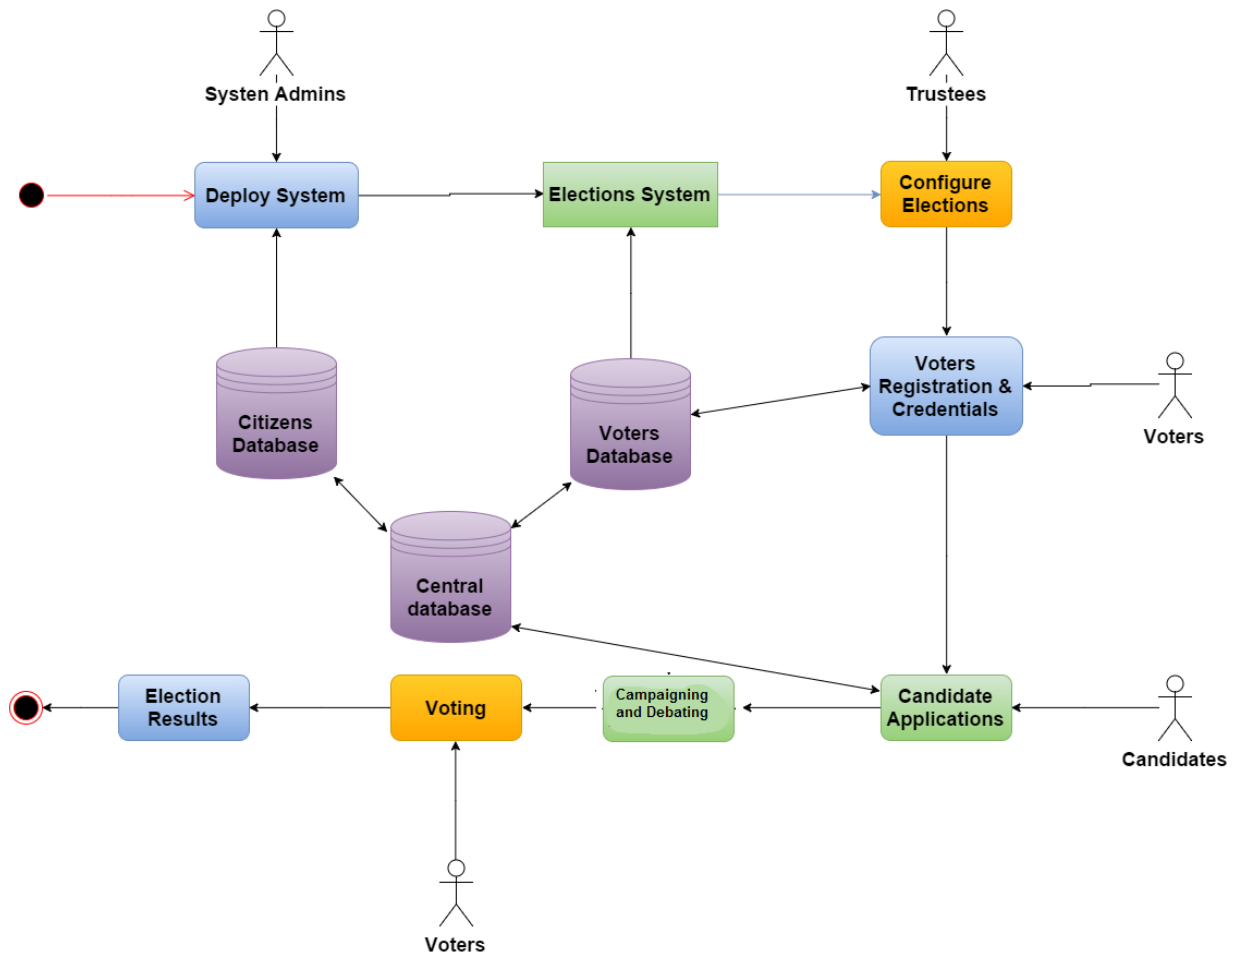 Systen Admins
Trustees
Deploy System
Elections System
Configure
Elections
Voters
Registration &
Credentials
Voters
Citizens
Database
Voters
Database
Central
database
Election
Results
Voting
Campaigning
and Debating
Candidate
Applications
Candidates
Voters